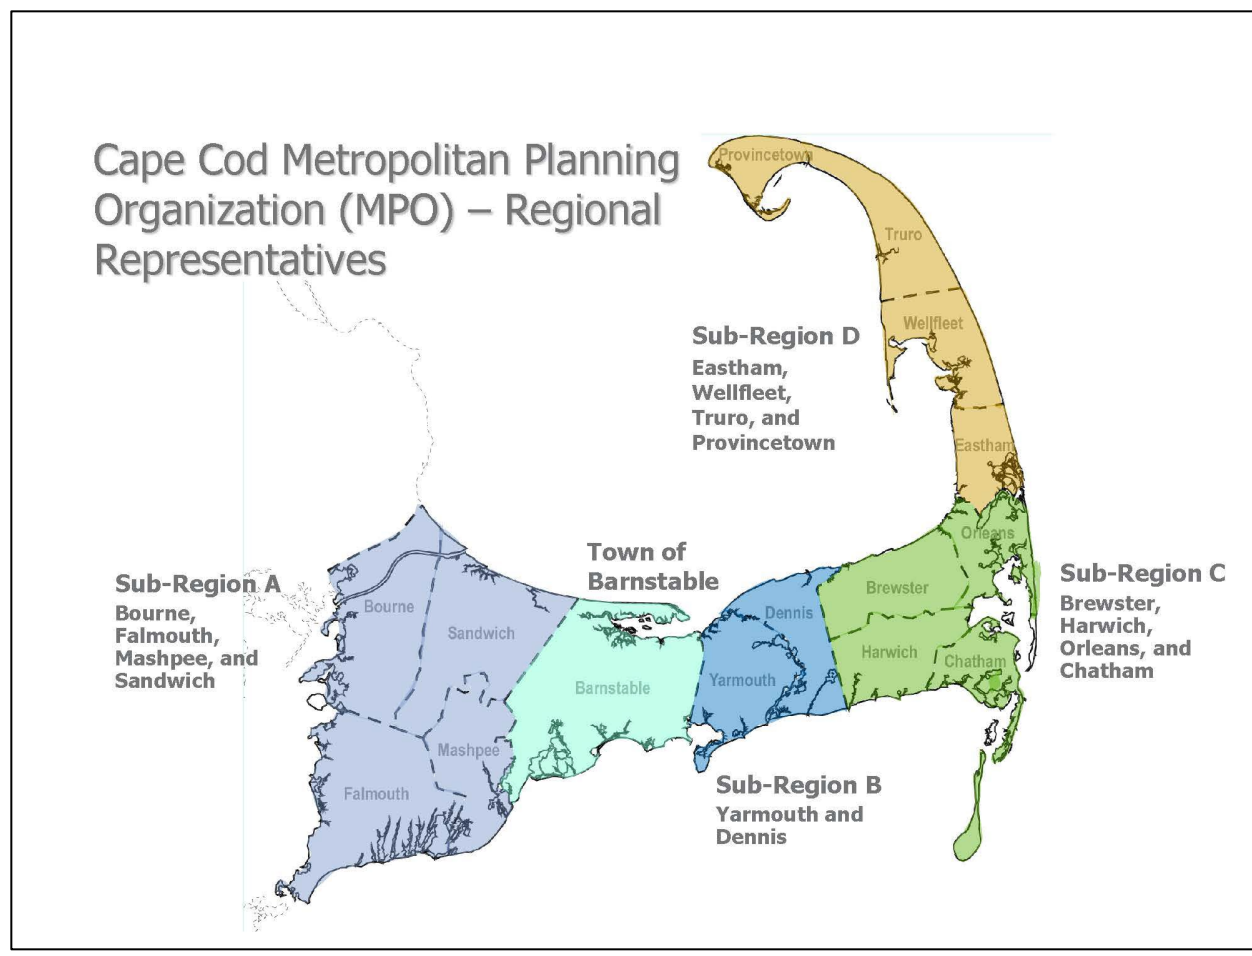 Cape Cod Metropolitan Planning
Organization (MPO) – Regional
Representatives
Provincetown
Truro
Wellfleet
Sub-Region D
Eastham,
Wellfleet,
Truro, and
Provincetown
Eastham
Orleans
Town of
Barnstable
Sub-Region A
Bourne,
Falmouth,
Mashpee, and
Sandwich
Bourne
Sandwich
Dennis
Brewster
Sub-Region C
Brewster,
Harwich,
Orleans, and
Chatham
Harwich
Chatham
Barnstable
Yarmouth
Mashpee
Falmouth
Sub-Region B
Yarmouth and
Dennis